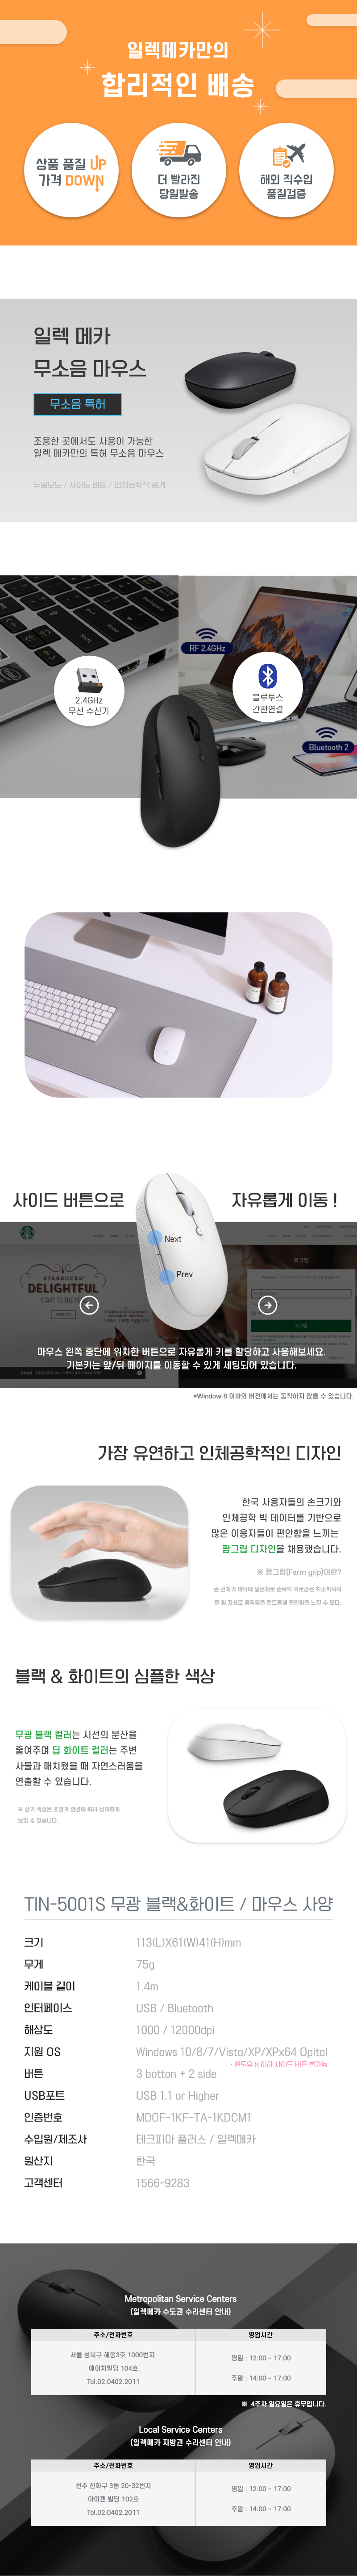 일렉메카만의
합리적인 배송
상품 품질 UP
가격 DOWN
더 빨라진
당일발송
해외 직수입
품질검증
일렉 메카
무소음 마우스
무소음 특허
조용한 곳에서도 사용이 가능한
일렉 메카만의 특허 무소음 마우스
듀얼모드 / 사이드 버튼 / 인체공학적 설계
RF 2.4GHz
2.4GHz
무선 수신기
블루투스
간편연결
Bluetooth 2
사이드 버튼으로
자유롭게 이동 !
Next
Prev
STARBUCKS
DELIGHTFUL
START TO THE
로그인
마우스 왼쪽 중단에 위치한 버튼으로 자유롭게 키를 할당하고 사용해보세요.
기본키는 앞/뒤 페이지를 이동할 수 있게 세팅되어 있습니다.
*Window 8 이하의 버전에서는 동작하지 않을 수 있습니다.
가장 유연하고 인체공학적인 디자인
한국 사용자들의 손크기와
인체공학 빅 데이터를 기반으로
많은 이용자들이 편안함을 느끼는
팜그립 디자인을 채용했습니다.
※ 팜그립(Farm grip)이란?
손 전체가 바닥에 닿은채로 손목의 피로감은 최소화되며
팔 힘 자체로 움직임을 컨트롤해 편안함을 느낄 수 있다.
블랙 & 화이트의 심플한 색상
무광 블랙 컬러는 시선의 분산을
줄여주며 딥 화이트 컬러는 주변
사물과 매치됐을 때 자연스러움을
연출할 수 있습니다.
※ 상기 색상은 조명과 환경에 따라 상이하게
보일 수 있습니다.
TIN-5001S 무광 블랙&화이트 / 마우스 사양
크기 113(L)X61(W)41(H)mm
무게 75g
케이블 길이 1.4m
인터페이스 USB / Bluetooth
해상도 1000 / 12000dpi
지원 OS Windows 10/8/7/Vista/XP/XPx64 Opital
- 윈도우 8 이하 사이드 버튼 불가능
버튼 3 botton + 2 side
USB포트 USB 1.1 or Higher
인증번호 MDOF-1KF-TA-1KDCM1
수입원/제조사 테크피아 플러스 / 일렉메카
원산지 한국
고객센터 1566-9283
Metropolitan Service Centers
(일렉메카 수도권 수리센터 안내)
주소/전화번호 영업시간
서울 성북구 혜동3호 1000번지
에이치빌딩 104호
Tel.02.0402.2011
평일 : 12:00 ~ 17:00
주말 : 14:00 ~ 17:00
※ 4주차 일요일은 휴무입니다.
Local Service Centers
(일렉메카 지방권 수리센터 안내)
주소/전화번호 영업시간
전주 진화구 3동 20-32번지
아이젠 빌딩 102호
Tel.02.0402.2011
평일 : 12:00 ~ 17:00
주말 : 14:00 ~ 17:00